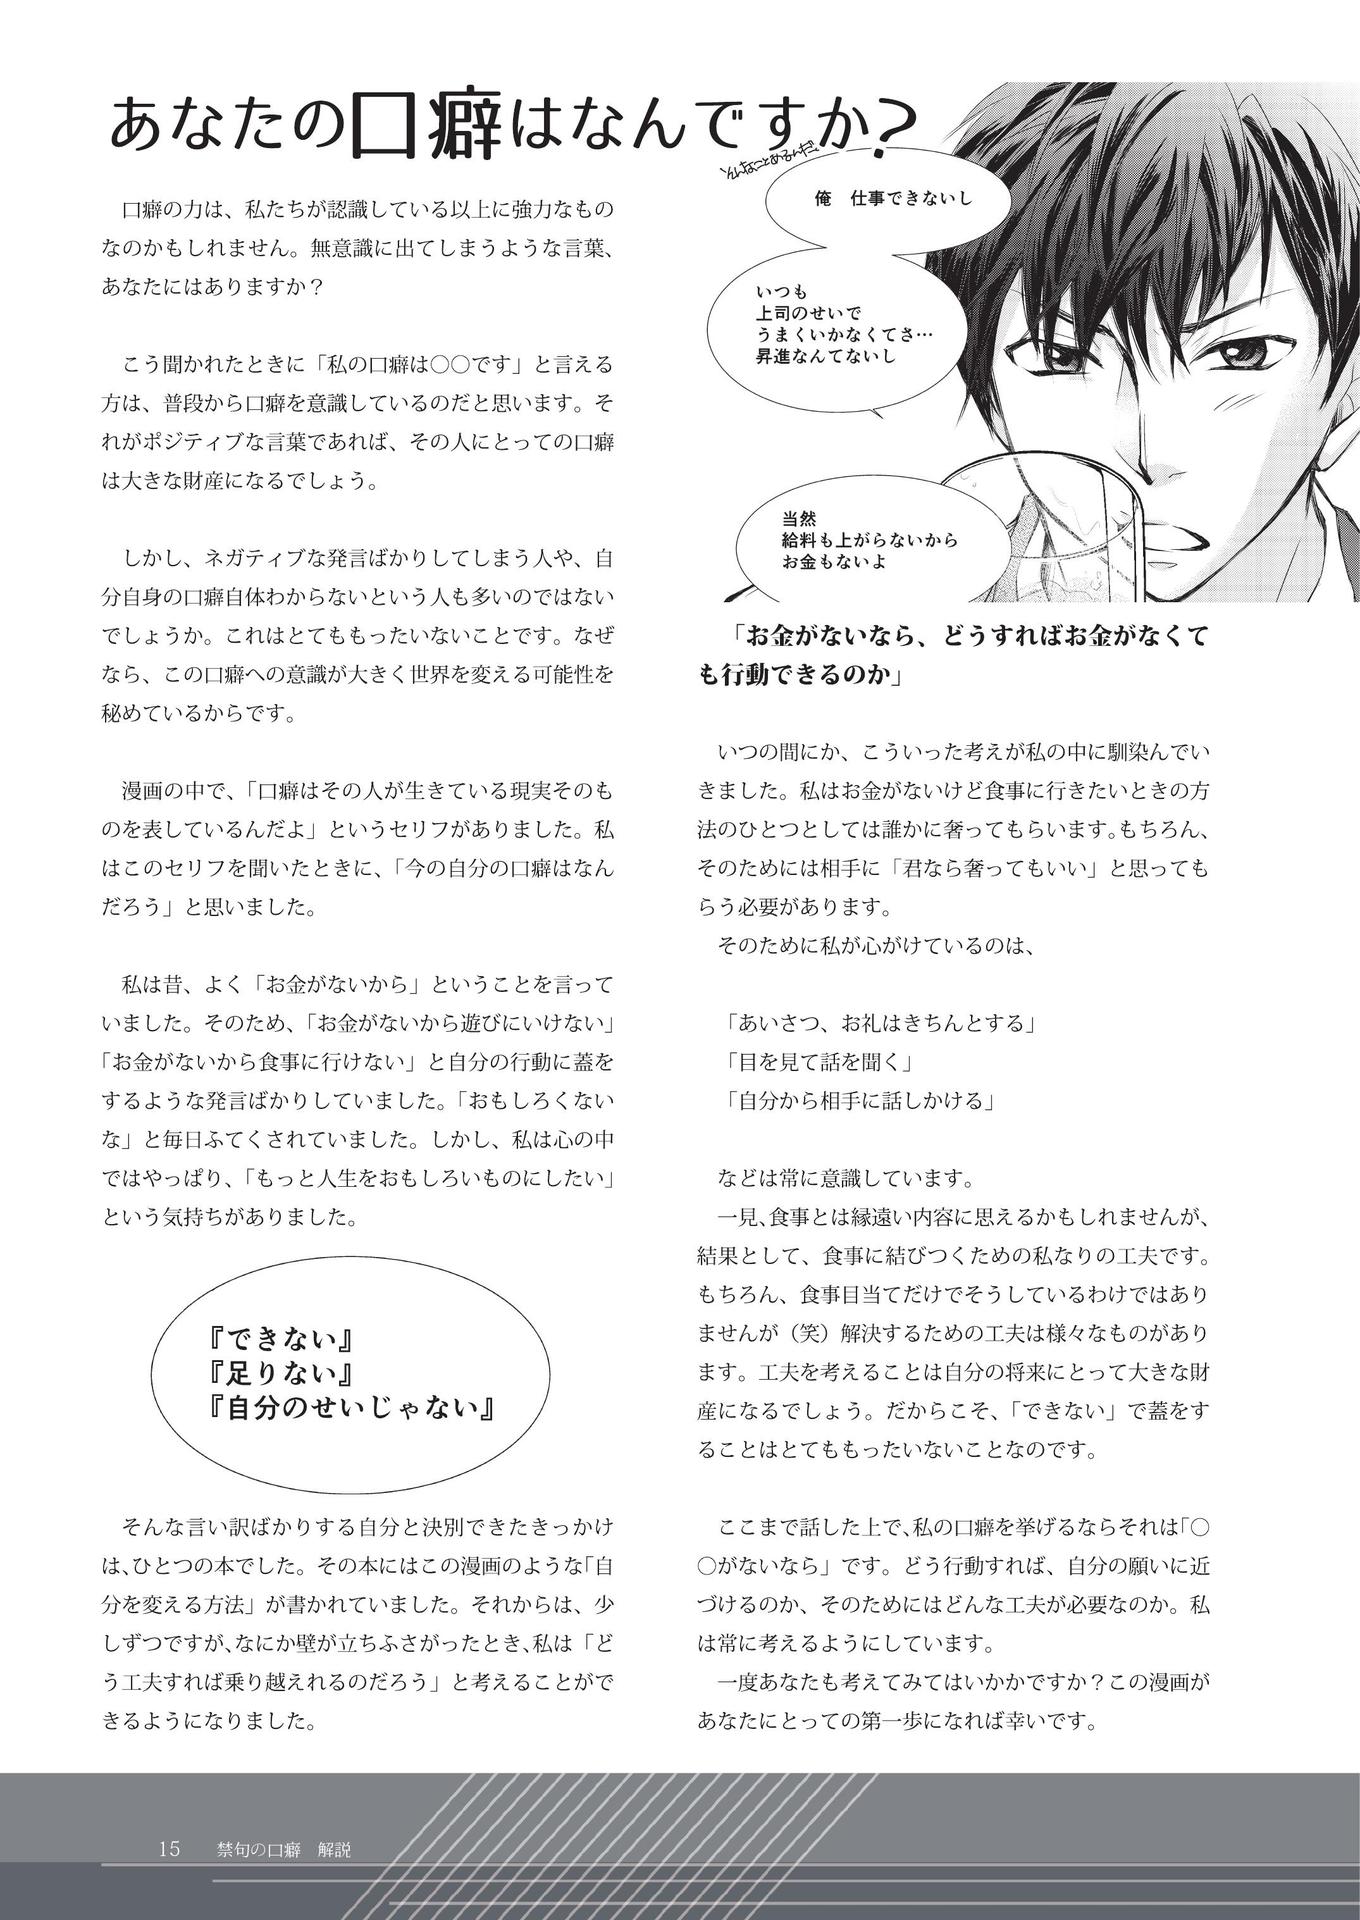 あなたの口癖はなんですか?
口癖の力は、私たちが認識している以上に強力なもの
なのかもしれません。無意識に出てしまうような言葉、
あなたにはありますか？
こう聞かれたときに「私の口癖は〇〇です」と言える
方は、普段から口癖を意識しているのだと思います。そ
れがポジティブな言葉であれば、その人にとっての口癖
は大きな財産になるでしょう。
しかし、ネガティブな発言ばかりしてしまう人や、自
分自身の口癖自体わからないという人も多いのではない
でしょうか。これはとてももったいないことです。なぜ
なら、この口癖への意識が大きく世界を変える可能性を
秘めているからです。
漫画の中で、「口癖はその人が生きている現実そのも
のを表しているんだよ」というセリフがありました。私
はこのセリフを聞いたときに、「今の自分の口癖はなん
だろう」と思いました。
私は昔、よく「お金がないから」ということを言って
いました。そのため、「お金がないから遊びにいけない」
「お金がないから食事に行けない」と自分の行動に蓋を
するような発言ばかりしていました。「おもしろくない
な」と毎日ふてくされていました。しかし、私は心の中
ではやっぱり、「もっと人生をおもしろいものにしたい」
という気持ちがありました。
『できない』
『足りない』
『自分のせいじゃない』
そんな言い訳ばかりする自分と決別できたきっかけ
は、ひとつの本でした。その本にはこの漫画のような「自
分を変える方法」が書かれていました。それからは、少
しずつですが、なにか壁が立ちふさがったとき、私は「ど
う工夫すれば乗り越えれるのだろう」と考えることがで
きるようになりました。
そんなことあるんだ
俺　仕事できないし
いつも
上司のせいで
うまくいかなくてさ…
昇進なんてないし
当然
給料も上がらないから
お金もないよ
「お金がないなら、どうすればお金がなくて
も行動できるのか」
いつの間にか、こういった考えが私の中に馴染んでい
きました。私はお金がないけど食事に行きたいときの方
法のひとつとしては誰かに奢ってもらいます。もちろん、
そのためには相手に「君なら奢ってもいい」と思っても
らう必要があります。
そのために私が心がけているのは、
「あいさつ、お礼はきちんとする」
「目を見て話を聞く」
「自分から相手に話しかける」
などは常に意識しています。
一見、食事とは縁遠い内容に思えるかもしれませんが、
結果として、食事に結びつくための私なりの工夫です。
もちろん、食事目当てだけでそうしているわけではあり
ませんが（笑）解決するための工夫は様々なものがあり
ます。工夫を考えることは自分の将来にとって大きな財
産になるでしょう。だからこそ、「できない」で蓋をす
ることはとてももったいないことなのです。
ここまで話した上で、私の口癖を挙げるならそれは「〇
〇がないなら」です。どう行動すれば、自分の願いに近
づけるのか、そのためにはどんな工夫が必要なのか。私
は常に考えるようにしています。
一度あなたも考えてみてはいかかですか？この漫画が
あなたにとっての第一歩になれば幸いです。
15　禁句の口癖　解説